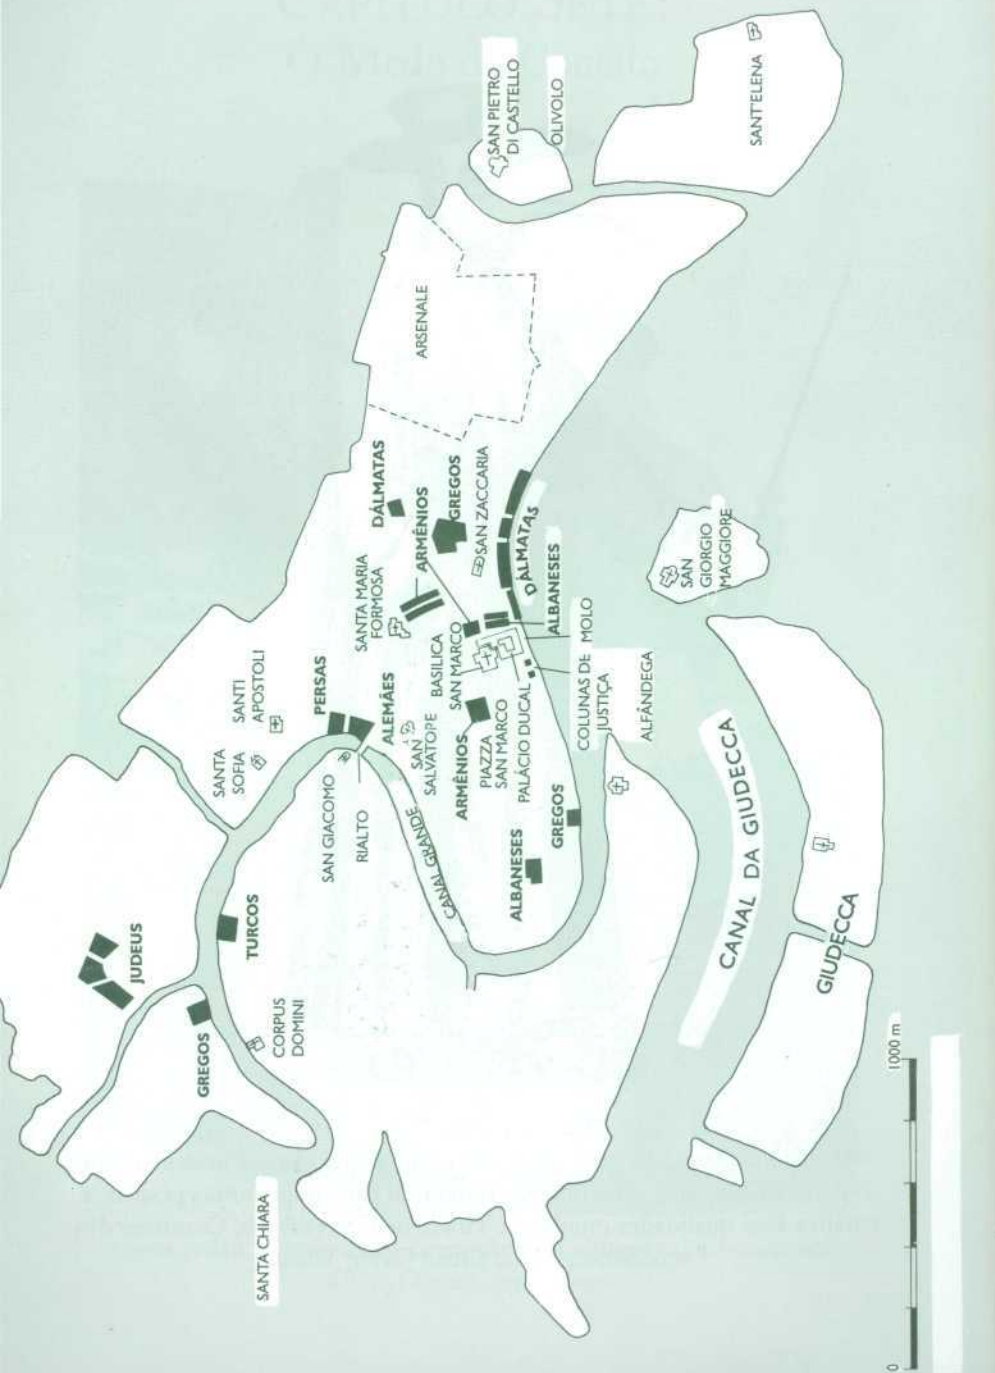 SAN PIETRO
DI CASTELLO
OLIVOLO
SANT'ELENA
ARSENALE
DÁLMATAS
ARMÊNIOS
GREGOS
SAN ZACCARIA
DÁLMATAS
SANTA MARIA
FORMOSA
ALBANESES
SANTI
APOSTOLI
PERSAS
ALEMÃES
BASILICA
SAN MARCO
MOLO
COLUNAS DE
JUSTIÇA
ALFÂNDEGA
SAN
GIORGIO
MAGGIORE
SANTA
SOFIA
SAN
SALVATOPE
ARMÊNIOS
PIAZZA
SAN MARCO
PALÁCIO DUCAL
SAN GIACOMO
RIALTO
CANAL GRANDE
GREGOS
ALBANESES
CANAL DA GIUDECCA
GIUDECCA
JUDEUS
TURCOS
GREGOS
CORPUS
DOMINI
SANTA CHIARA
0
1000 m